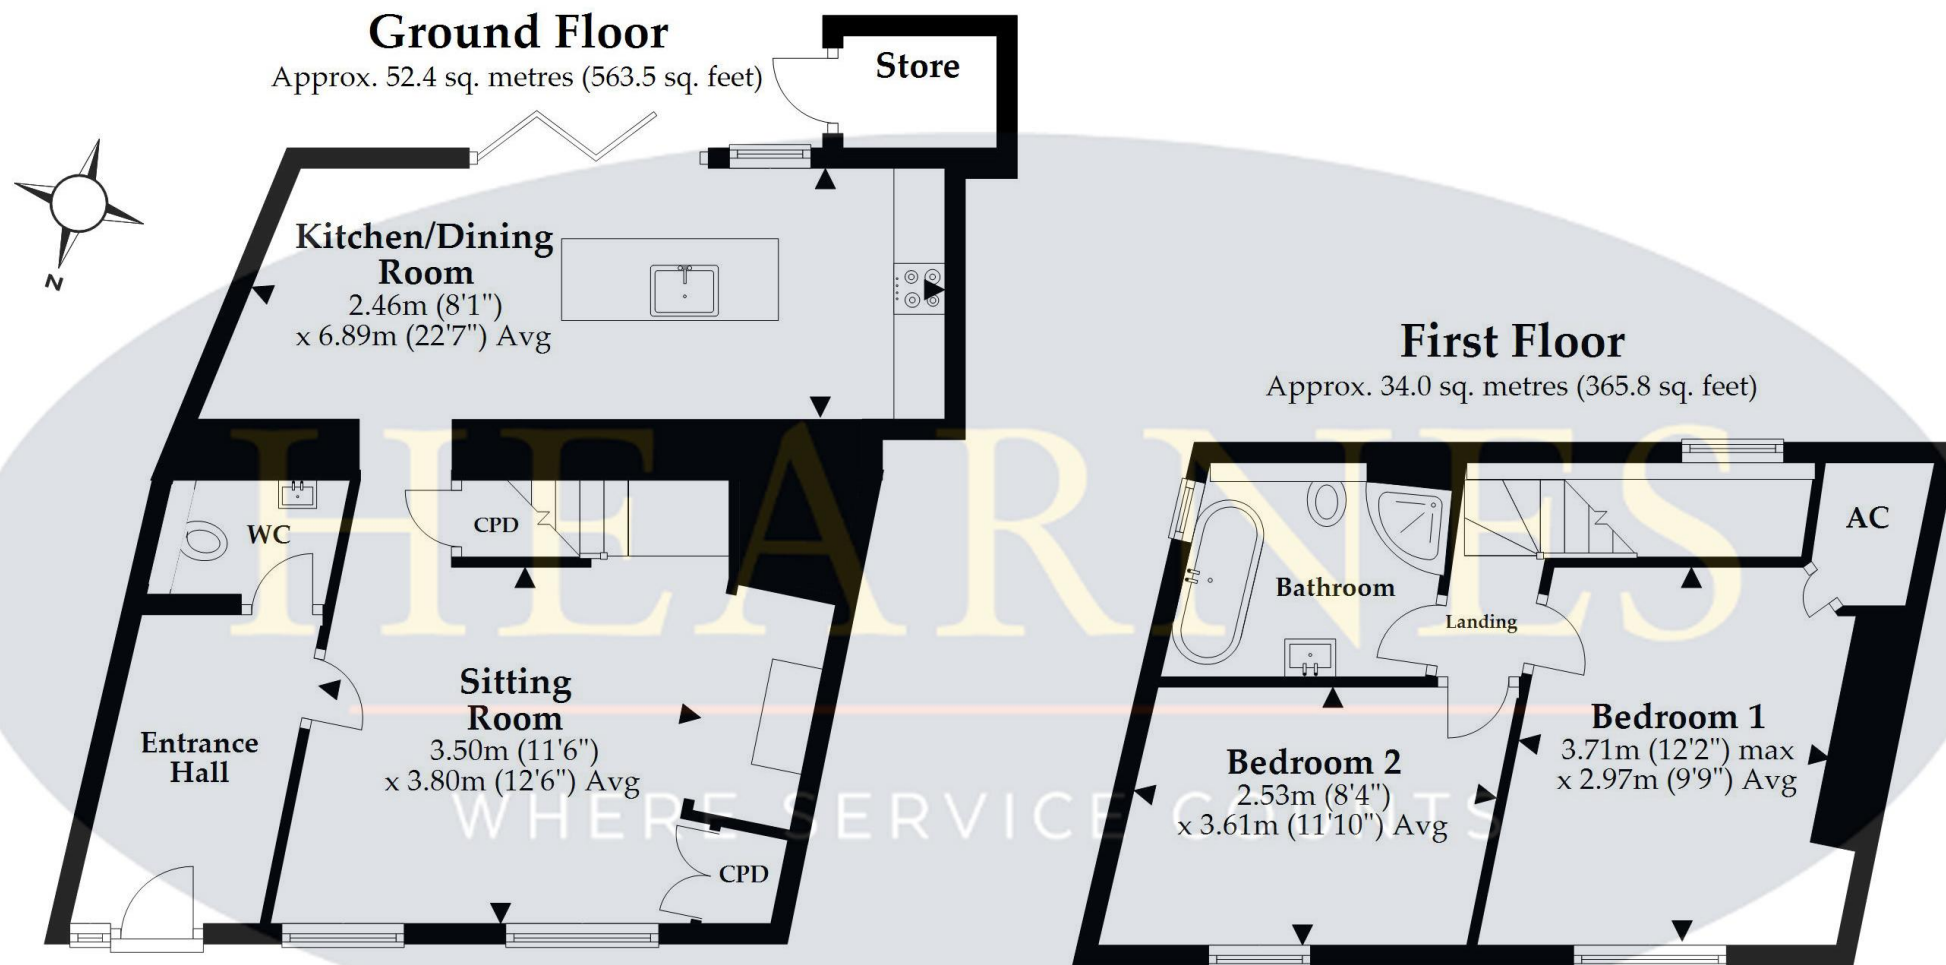 Ground Floor
Approx. 52.4 sq. metres (563.5 sq. feet)
Store
N
Kitchen/Dining
Room
2.46m (8'1")
x 6.89m (22'7") Avg
WC
CPD
Sitting
Room
3.50m (11'6")
x 3.80m (12'6") Avg
Entrance
Hall
CPD
First Floor
Approx. 34.0 sq. metres (365.8 sq. feet)
AC
Bathroom
Landing
Bedroom 1
3.71m (12'2") max
x 2.97m (9'9") Avg
Bedroom 2
2.53m (8'4")
x 3.61m (11'10") Avg
HEARNES
WHERE SERVICE COUNTS